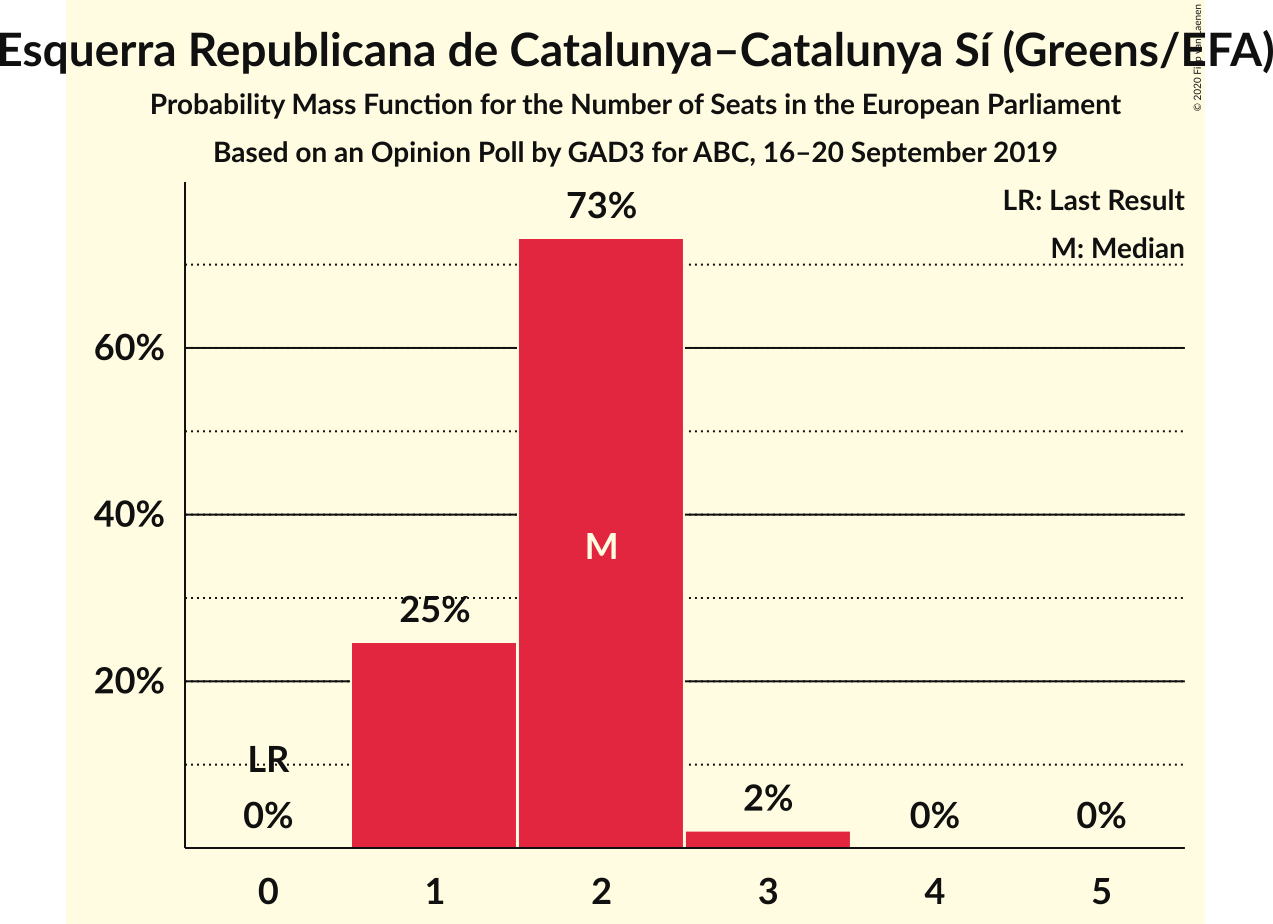 Esquerra Republicana de Catalunya–Catalunya Sí (Greens/EFA)
© 2020
Probability Mass Function for the Number of Seats in the European Parliament
Based on an Opinion Poll by GAD3 for ABC, 16–20 September 2019
LR: Last Result
M: Median
73%
60%
40%
M
25%
20%
LR
0%
2%
0%
0%
0 1 2 3 4 5